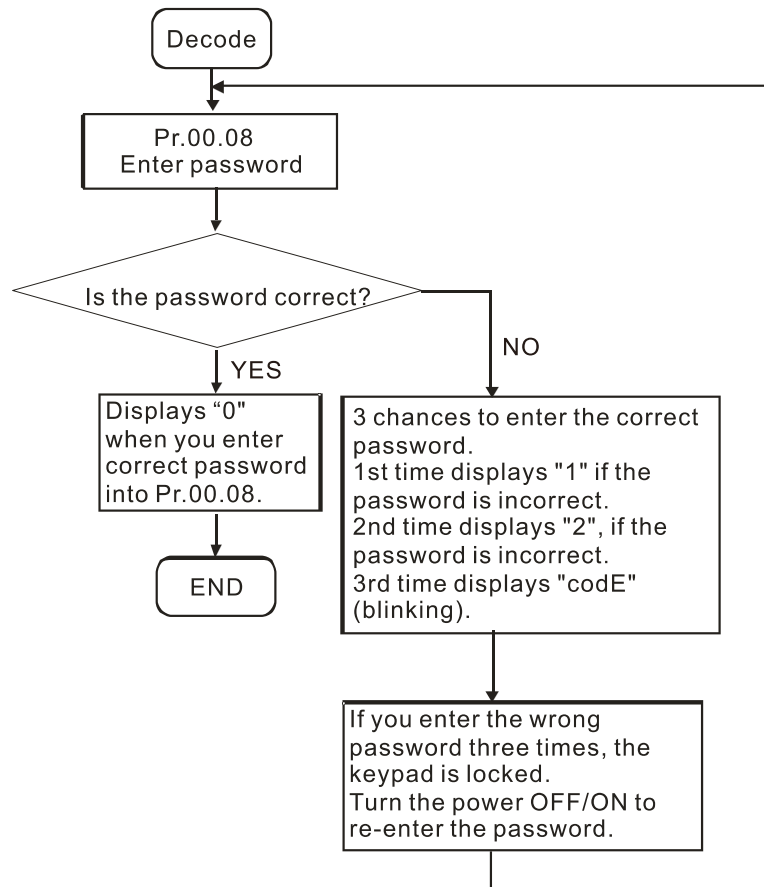 Decode
Pr.00.08
Enter password
Is the password correct?
YES
NO
Displays “0"
when you enter
correct password
into Pr.00.08.
END
3 chances to enter the correct
password.
1st time displays "1" if the
password is incorrect.
2nd time displays "2", if the
password is incorrect.
3rd time displays "codE"
(blinking).
If you enter the wrong
password three times, the
keypad is locked.
Turn the power OFF/ON to
re-enter the password.